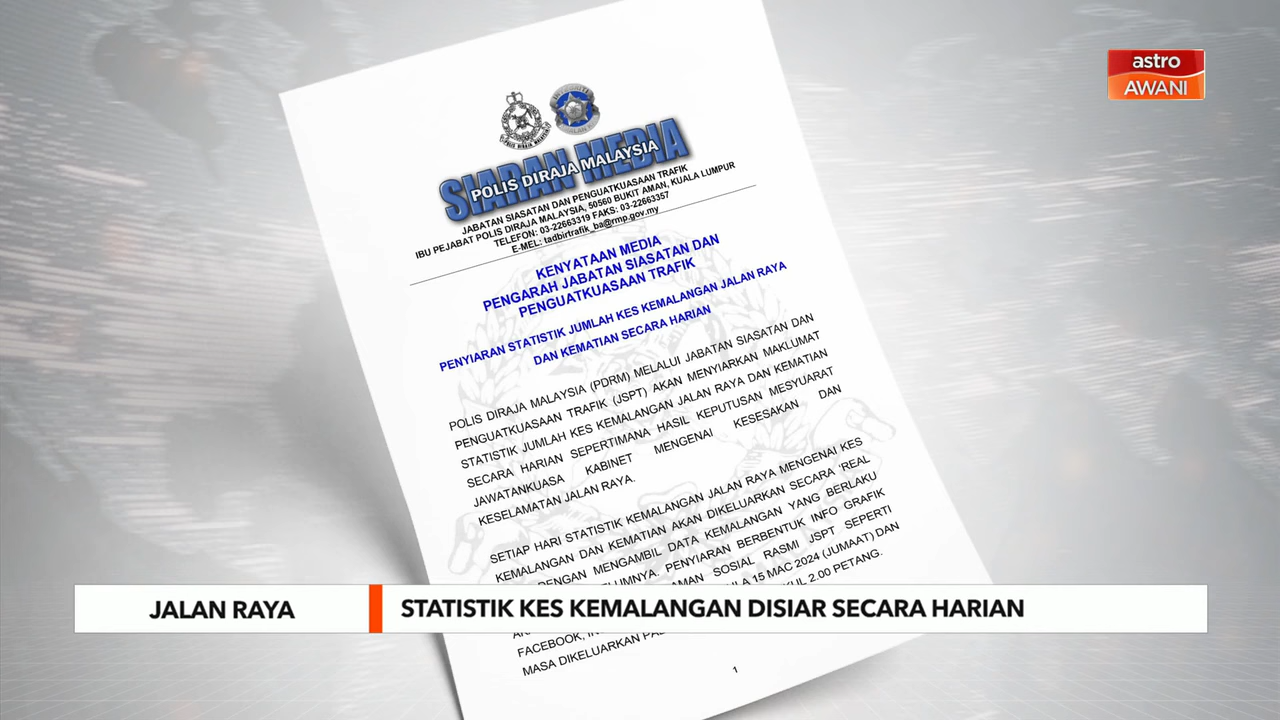 astro
AWANI
POLIS DIRAJA MALAYSIA
SIARAN MEDIA
POLIS DIRAJA MALAYSIA
JABATAN SIASATAN DAN PENGUATKUASAAN TRAFIK
IBU PEJABAT POLIS DIRAJA MALAYSIA, 50560 BUKIT AMAN, KUALA LUMPUR
TELEFON: 03-22663319 FAKS: 03-22663357
E-MEL: tadbirtrafik_ba@rmp.gov.my
KENYATAAN MEDIA
PENGARAH JABATAN SIASATAN DAN
PENGUATKUASAAN TRAFIK
PENYIARAN STATISTIK JUMLAH KES KEMALANGAN JALAN RAYA
DAN KEMATIAN SECARA HARIAN
POLIS DIRAJA MALAYSIA (PDRM) MELALUI JABATAN SIASATAN DAN
PENGUATKUASAAN TRAFIK (JSPT) AKAN MENYIARKAN MAKLUMAT
STATISTIK JUMLAH KES KEMALANGAN JALAN RAYA DAN KEMATIAN
SECARA HARIAN SEPERTIMANA HASIL KEPUTUSAN MESYUARAT
JAWATANKUASA KABINET MENGENAI KESESAKAN DAN
KESELAMATAN JALAN RAYA.
SETIAP HARI STATISTIK KEMALANGAN JALAN RAYA MENGENAI KES
KEMALANGAN DAN KEMATIAN AKAN DIKELUARKAN SECARA 'REAL
DENGAN MENGAMBIL DATA KEMALANGAN YANG BERLAKU
PENYIARAN BERBENTUK INFO GRAFIK
SOSIAL RASMI JSPT SEPERTI
15 MAC 2024 (JUMAAT) DAN
FACEBOOK, 2.00 PETANG.
MASA DIKELUARKAN
1
JALAN RAYA
STATISTIK KES KEMALANGAN DISIAR SECARA HARIAN